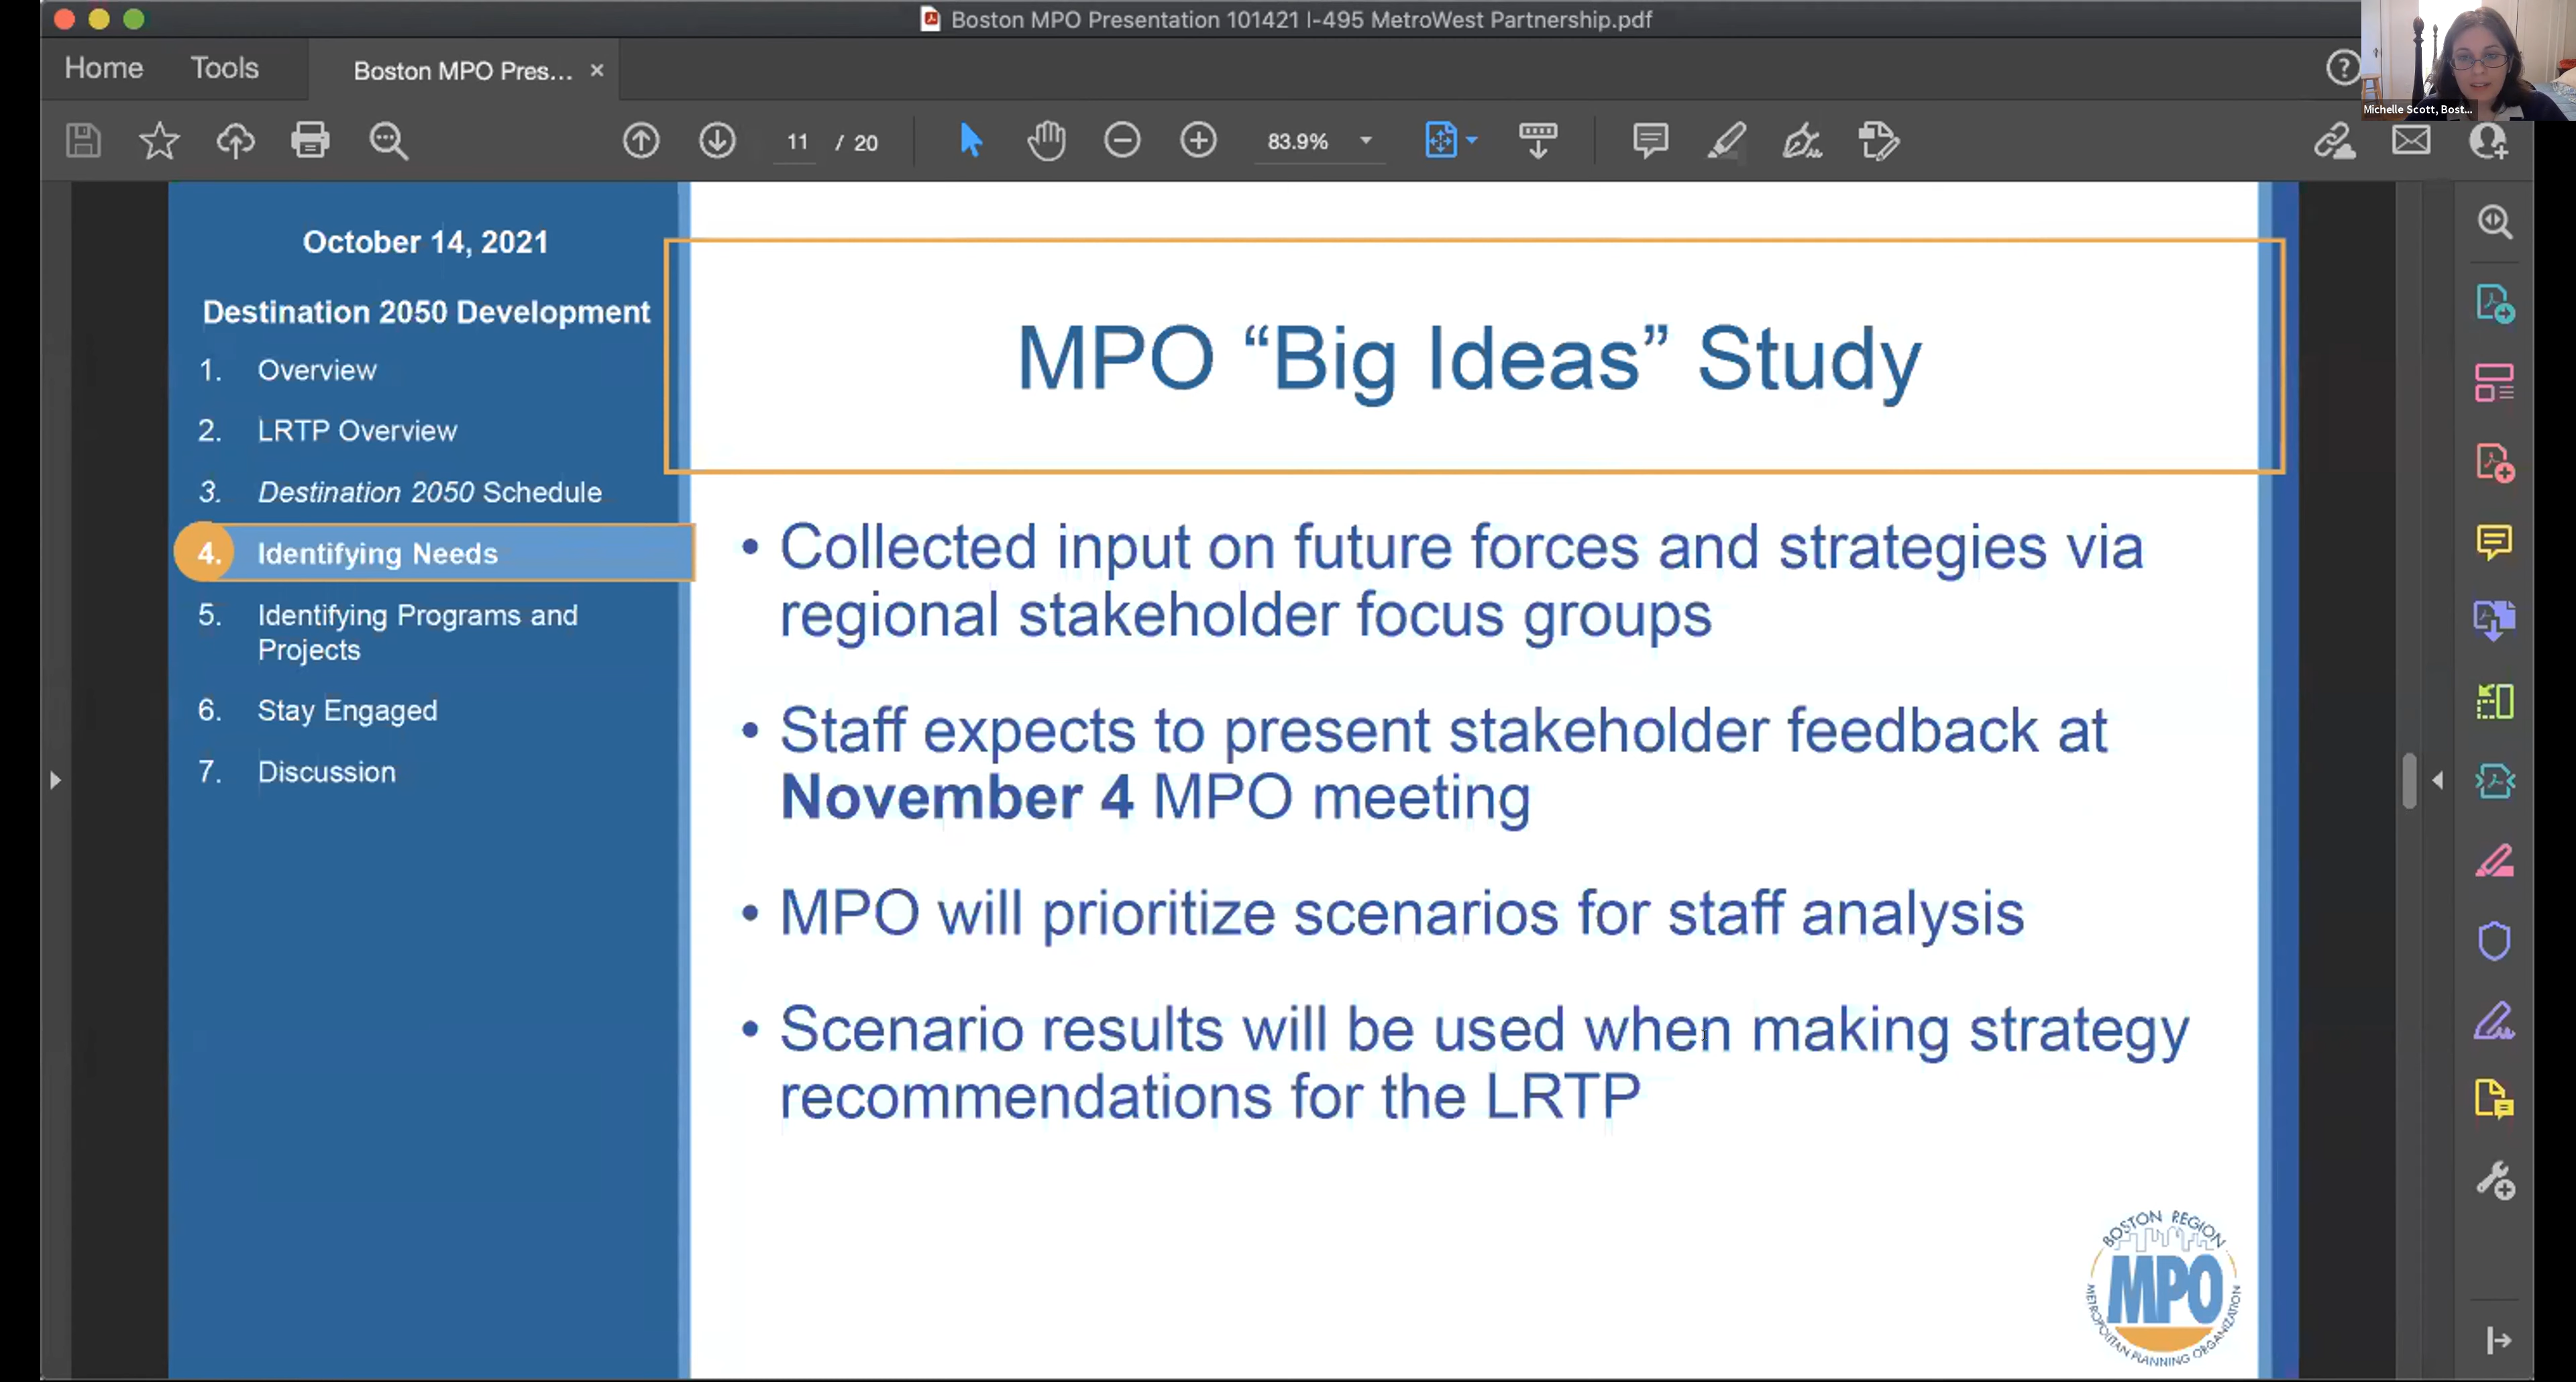 Boston MPO Presentation 101421 I-495 MetroWest Partnership.pdf
Home
Tools
Boston MPO Pres...
Michelle Scott, Bost...
11 / 20
83.9%
October 14, 2021
Destination 2050 Development
1. Overview
2. LRTP Overview
3. Destination 2050 Schedule
4. Identifying Needs
5. Identifying Programs and
Projects
6. Stay Engaged
7. Discussion
MPO “Big Ideas” Study
• Collected input on future forces and strategies via
regional stakeholder focus groups
• Staff expects to present stakeholder feedback at
November 4 MPO meeting
• MPO will prioritize scenarios for staff analysis
• Scenario results will be used when making strategy
recommendations for the LRTP
BOSTON REGION
MPO
METROPOLITAN PLANNING ORGANIZATION